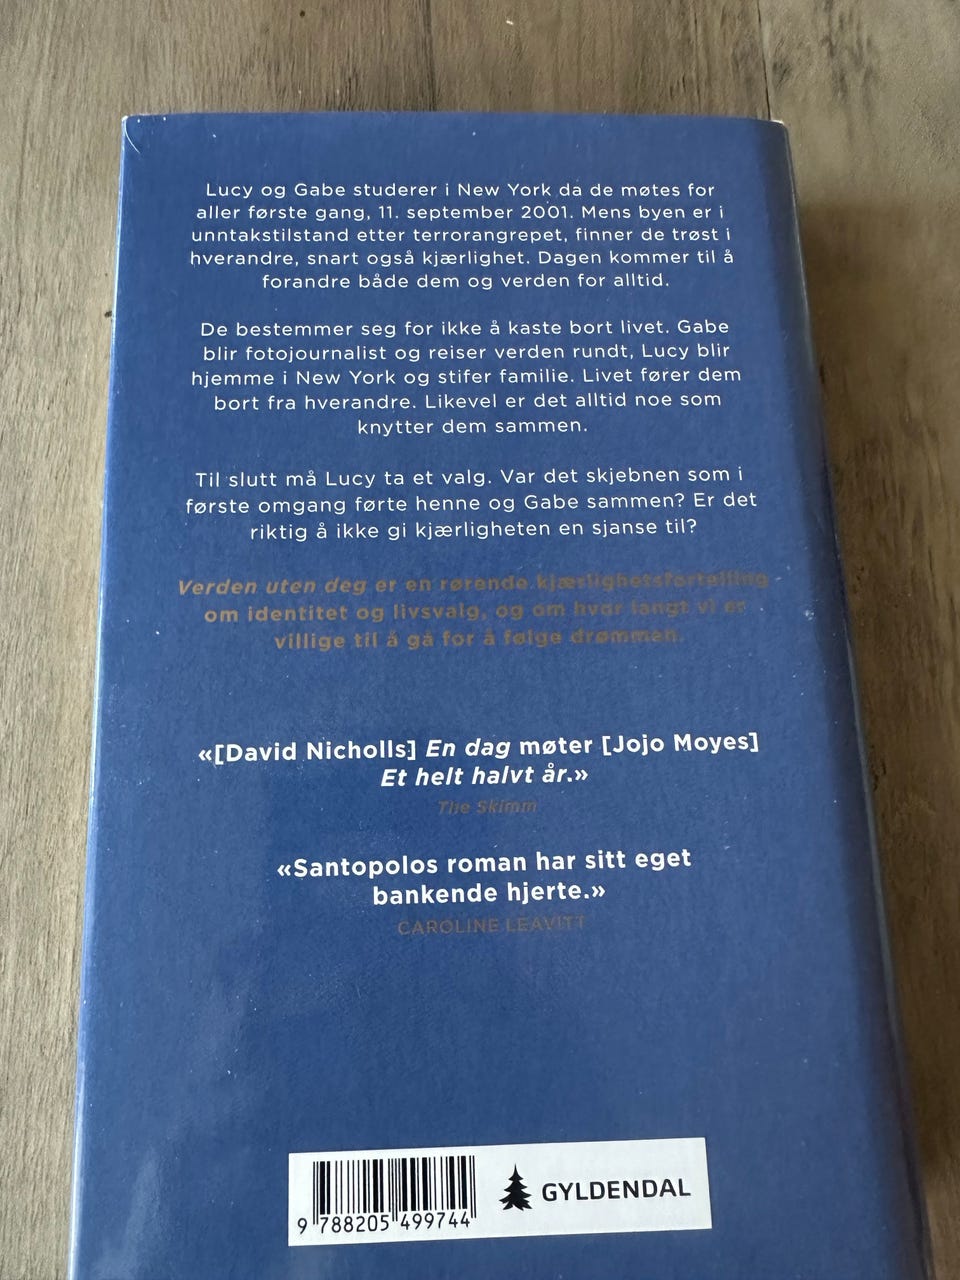 Lucy og Gabe studerer i New York da de møtes for
aller første gang, 11. september 2001. Mens byen er i
unntakstilstand etter terrorangrepet, finner de trøst i
hverandre, snart også kjærlighet. Dagen kommer til å
forandre både dem og verden for alltid.
De bestemmer seg for ikke å kaste bort livet. Gabe
blir fotojournalist og reiser verden rundt, Lucy blir
hjemme i New York og stifer familie. Livet fører dem
bort fra hverandre. Likevel er det alltid noe som
knytter dem sammen.
Til slutt må Lucy ta et valg. Var det skjebnen som i
første omgang førte henne og Gabe sammen? Er det
riktig å ikke gi kjærligheten en sjanse til?
Verden uten deg er en rørende kjærlighetsfortelling
om identitet og livsvalg, og om hvor langt vi er
villige til å gå for å følge drømmen.
«[David Nicholls] En dag møter [Jojo Moyes]
Et helt halvt år.»
The Skimm
«Santopolos roman har sitt eget
bankende hjerte.»
CAROLINE LEAVITT
9 788205 499744
GYLDENDAL